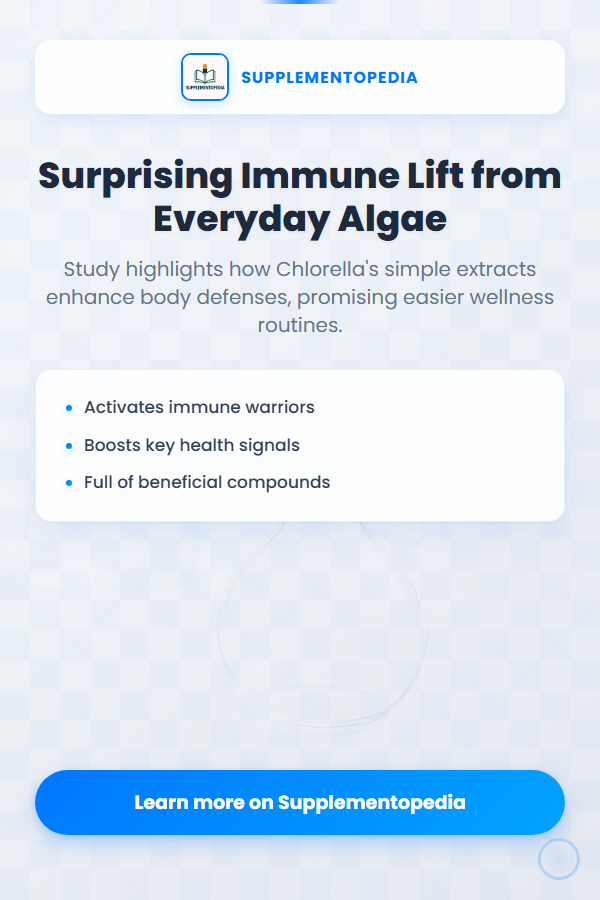 SUPPLEMENTOPEDIA
SUPPLEMENTOPEDIA
Surprising Immune Lift from
Everyday Algae
Study highlights how Chlorella's simple extracts
enhance body defenses, promising easier wellness
routines.
Activates immune warriors
Boosts key health signals
Full of beneficial compounds
Learn more on Supplementopedia